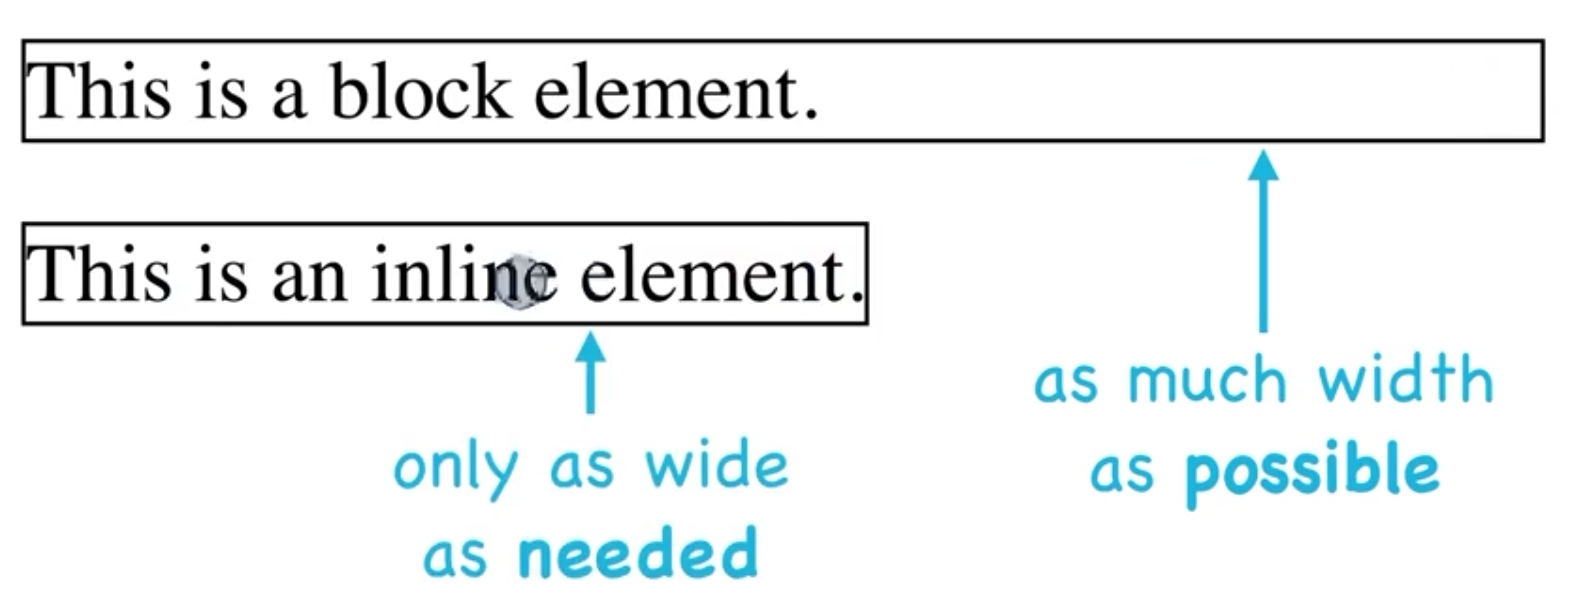 This is a block element.
This is an inline element.
as much width
as possible
only as wide
as needed